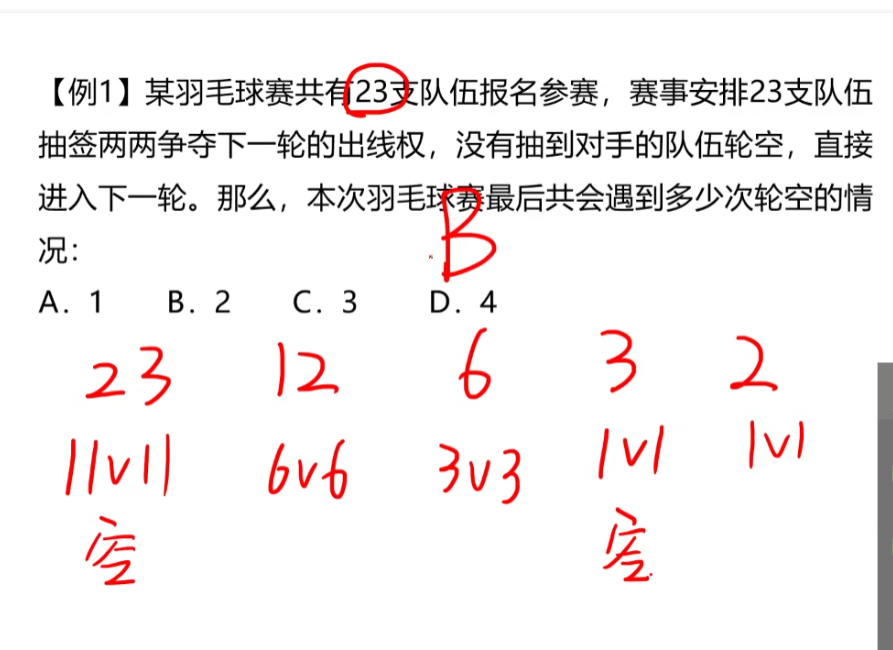 【例1】某羽毛球赛共有23支队伍报名参赛，赛事安排23支队伍
抽签两两争夺下一轮的出线权，没有抽到对手的队伍轮空，直接
进入下一轮。那么，本次羽毛球赛最后共会遇到多少次轮空的情
况：
B
A．1 B．2 C．3 D．4
23 12 6 3 2
11v11 6v6 3v3 1v1 1v1
空 空